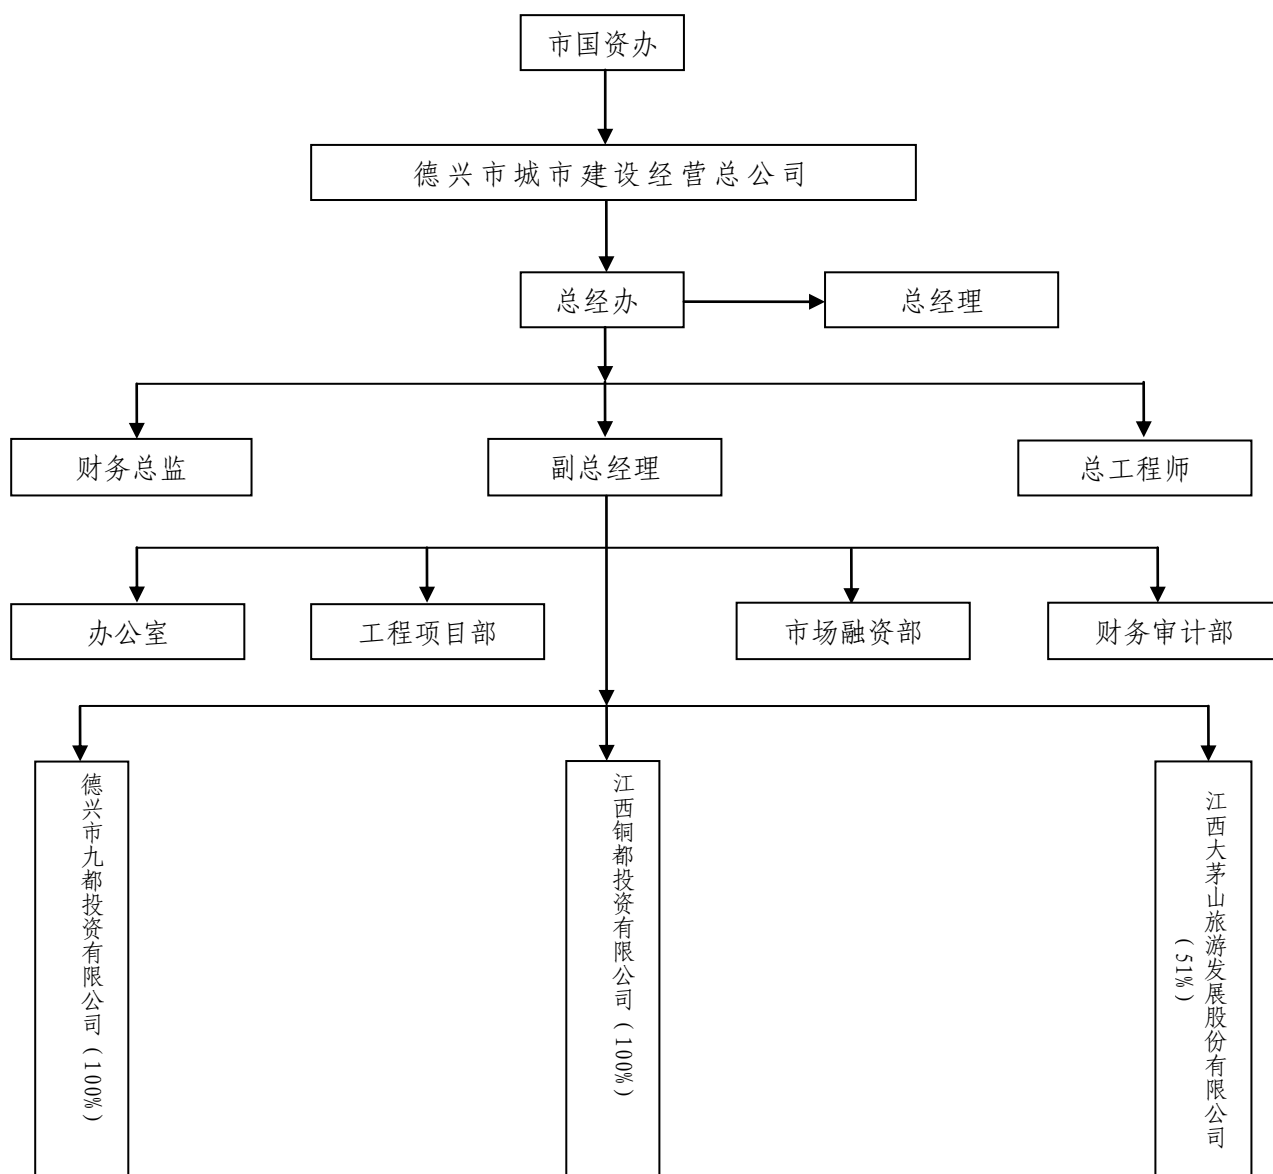 市国资办
德兴市城市建设经营总公司
总经办
总经理
财务总监
副总经理
总工程师
办公室
工程项目部
市场融资部
财务审计部
德兴市九都投资有限公司（100%）
江西铜都投资有限公司（100%）
江西大茅山旅游发展股份有限公司
（51%）